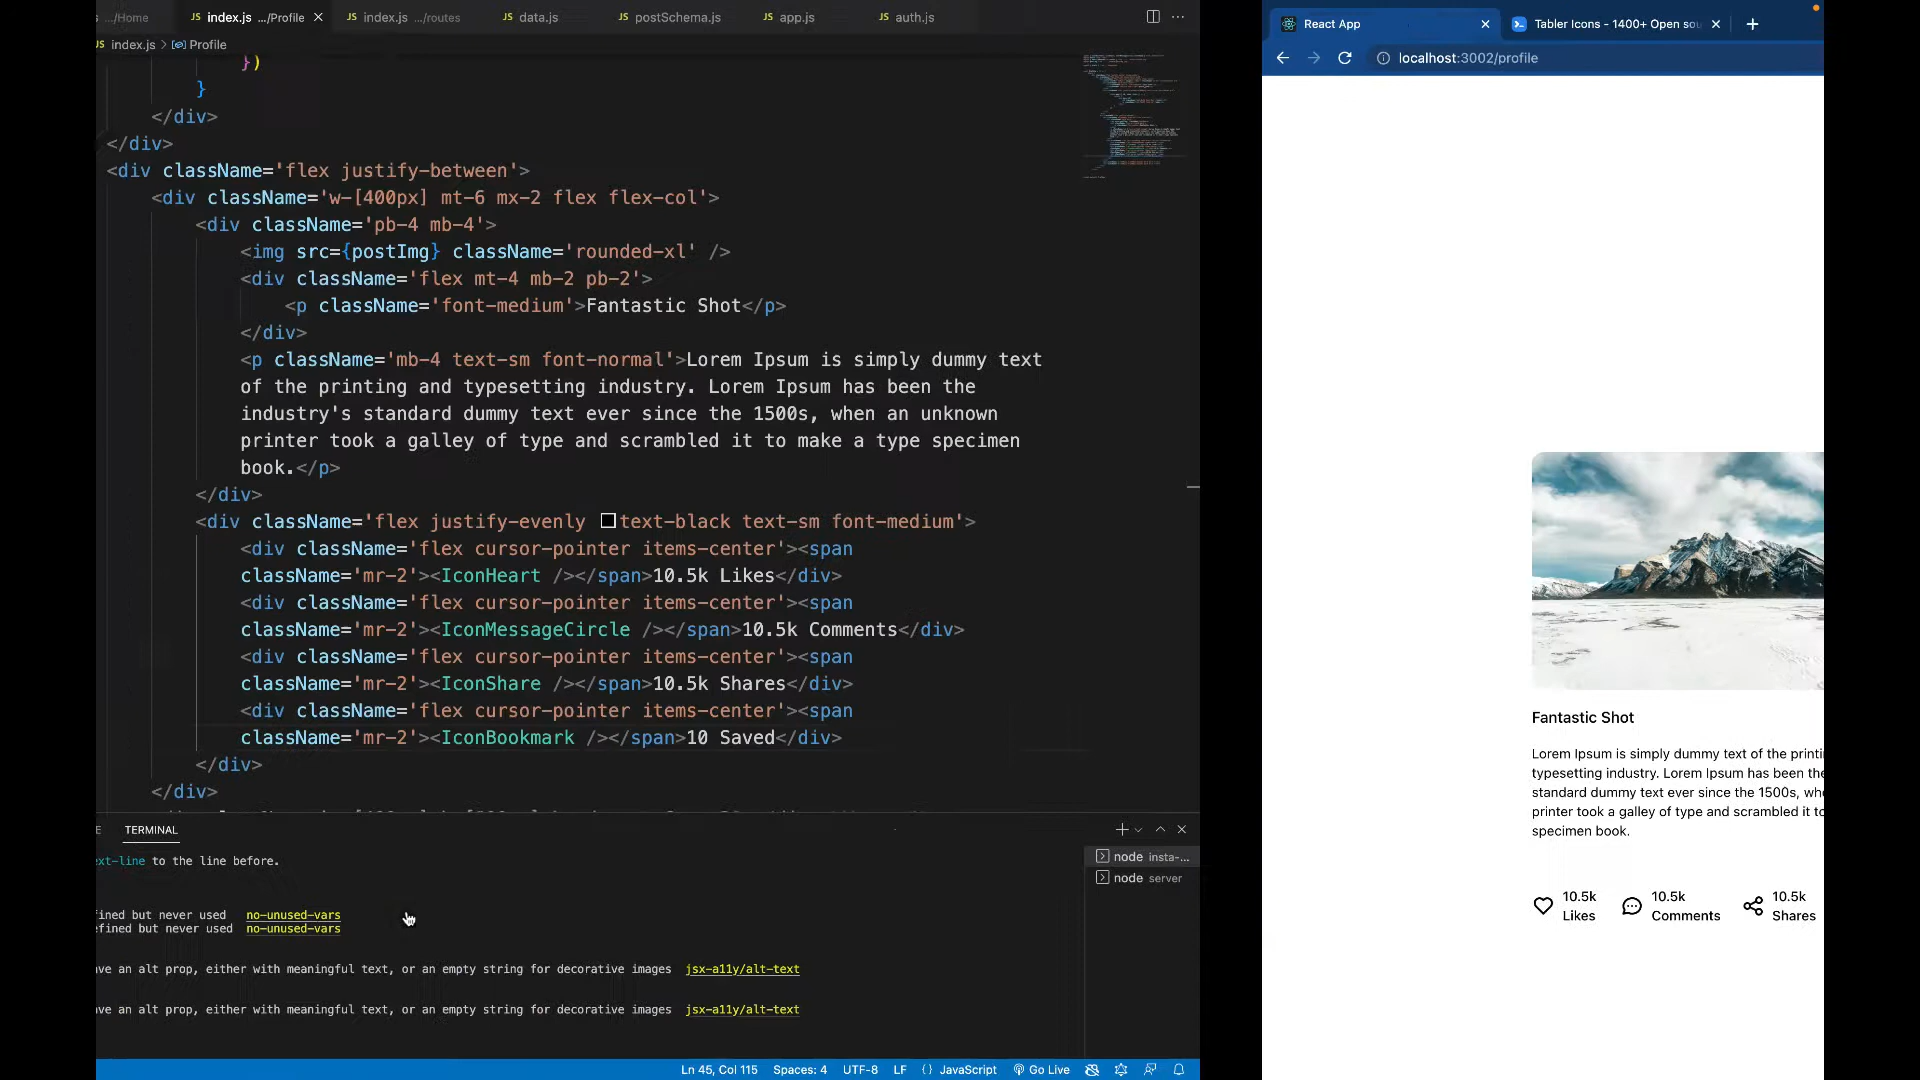 .../Home
JS index.js .../Profile
JS index.js .../routes
JS data.js
JS postSchema.js
JS app.js
JS auth.js
JS index.js > Profile
})
}
</div>
</div>
<div className='flex justify-between'>
<div className='w-[400px] mt-6 mx-2 flex flex-col'>
<div className='pb-4 mb-4'>
<img src={postImg} className='rounded-xl' />
<div className='flex mt-4 mb-2 pb-2'>
<p className='font-medium'>Fantastic Shot</p>
</div>
<p className='mb-4 text-sm font-normal'>Lorem Ipsum is simply dummy text
of the printing and typesetting industry. Lorem Ipsum has been the
industry's standard dummy text ever since the 1500s, when an unknown
printer took a galley of type and scrambled it to make a type specimen
book.</p>
</div>
<div className='flex justify-evenly text-black text-sm font-medium'>
<div className='flex cursor-pointer items-center'><span
className='mr-2'><IconHeart /></span>10.5k Likes</div>
<div className='flex cursor-pointer items-center'><span
className='mr-2'><IconMessageCircle /></span>10.5k Comments</div>
<div className='flex cursor-pointer items-center'><span
className='mr-2'><IconShare /></span>10.5k Shares</div>
<div className='flex cursor-pointer items-center'><span
className='mr-2'><IconBookmark /></span>10 Saved</div>
</div>
</div>
TERMINAL
ext-line to the line before.
fined but never used no-unused-vars
efined but never used no-unused-vars
ave an alt prop, either with meaningful text, or an empty string for decorative images jsx-a11y/alt-text
ave an alt prop, either with meaningful text, or an empty string for decorative images jsx-a11y/alt-text
node insta-...
node server
Ln 45, Col 115 Spaces: 4 UTF-8 LF {} JavaScript Go Live
React App
Tabler Icons - 1400+ Open sou
localhost:3002/profile
Fantastic Shot
Lorem Ipsum is simply dummy text of the printi
typesetting industry. Lorem Ipsum has been the
standard dummy text ever since the 1500s, whe
printer took a galley of type and scrambled it to
specimen book.
10.5k
Likes
10.5k
Comments
10.5k
Shares